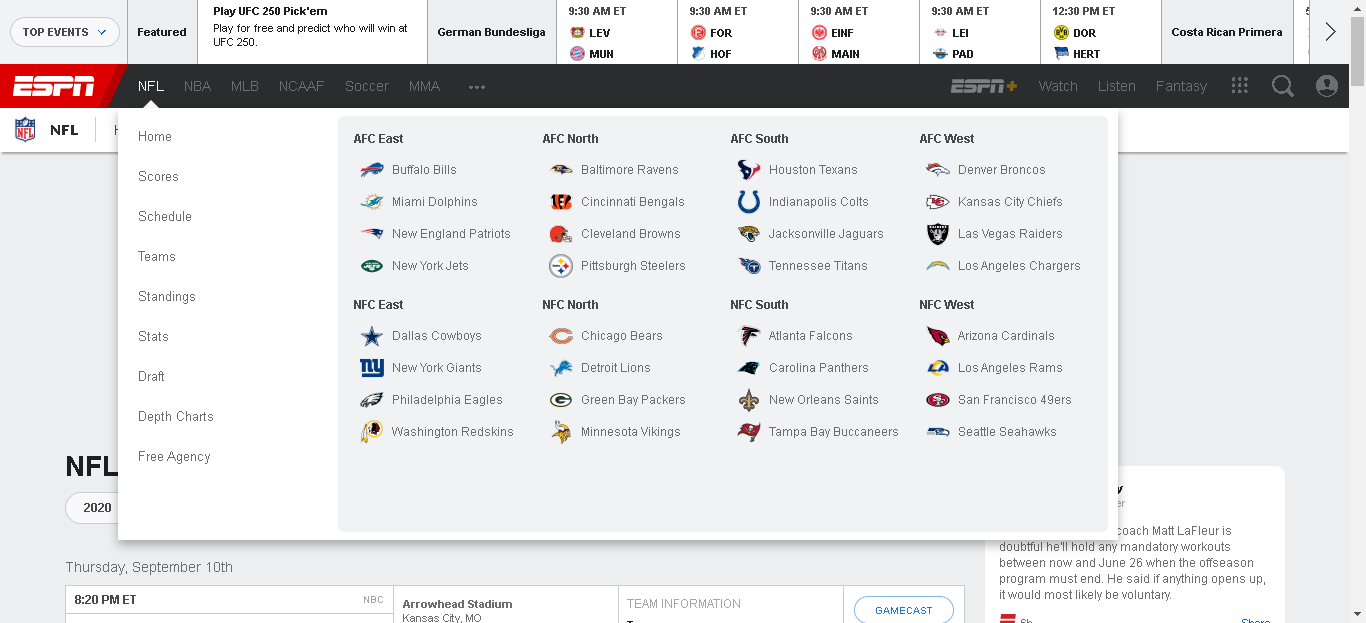 TOP EVENTS
Featured
Play UFC 250 Pick'em
Play for free and predict who will win at
UFC 250.
German Bundesliga
9:30 AM ET
LEV
MUN
9:30 AM ET
FOR
HOF
9:30 AM ET
EINF
MAIN
9:30 AM ET
LEI
PAD
12:30 PM ET
DOR
HERT
Costa Rican Primera
ESPN
NFL NBA MLB NCAAF Soccer MMA
ESPN+ Watch Listen Fantasy
NFL
Home
Scores
Schedule
Teams
Standings
Stats
Draft
Depth Charts
Free Agency
AFC East
Buffalo Bills
Miami Dolphins
New England Patriots
New York Jets
AFC North
Baltimore Ravens
Cincinnati Bengals
Cleveland Browns
Pittsburgh Steelers
AFC South
Houston Texans
Indianapolis Colts
Jacksonville Jaguars
Tennessee Titans
AFC West
Denver Broncos
Kansas City Chiefs
Las Vegas Raiders
Los Angeles Chargers
NFC East
Dallas Cowboys
New York Giants
Philadelphia Eagles
Washington Redskins
NFC North
Chicago Bears
Detroit Lions
Green Bay Packers
Minnesota Vikings
NFC South
Atlanta Falcons
Carolina Panthers
New Orleans Saints
Tampa Bay Buccaneers
NFC West
Arizona Cardinals
Los Angeles Rams
San Francisco 49ers
Seattle Seahawks
NFL
2020
Thursday, September 10th
8:20 PM ET
NBC
Arrowhead Stadium
Kansas City, MO
TEAM INFORMATION
GAMECAST
coach Matt LaFleur is
doubtful he'll hold any mandatory workouts
between now and June 26 when the offseason
program must end. He said if anything opens up,
it would most likely be voluntary.
6h
Share